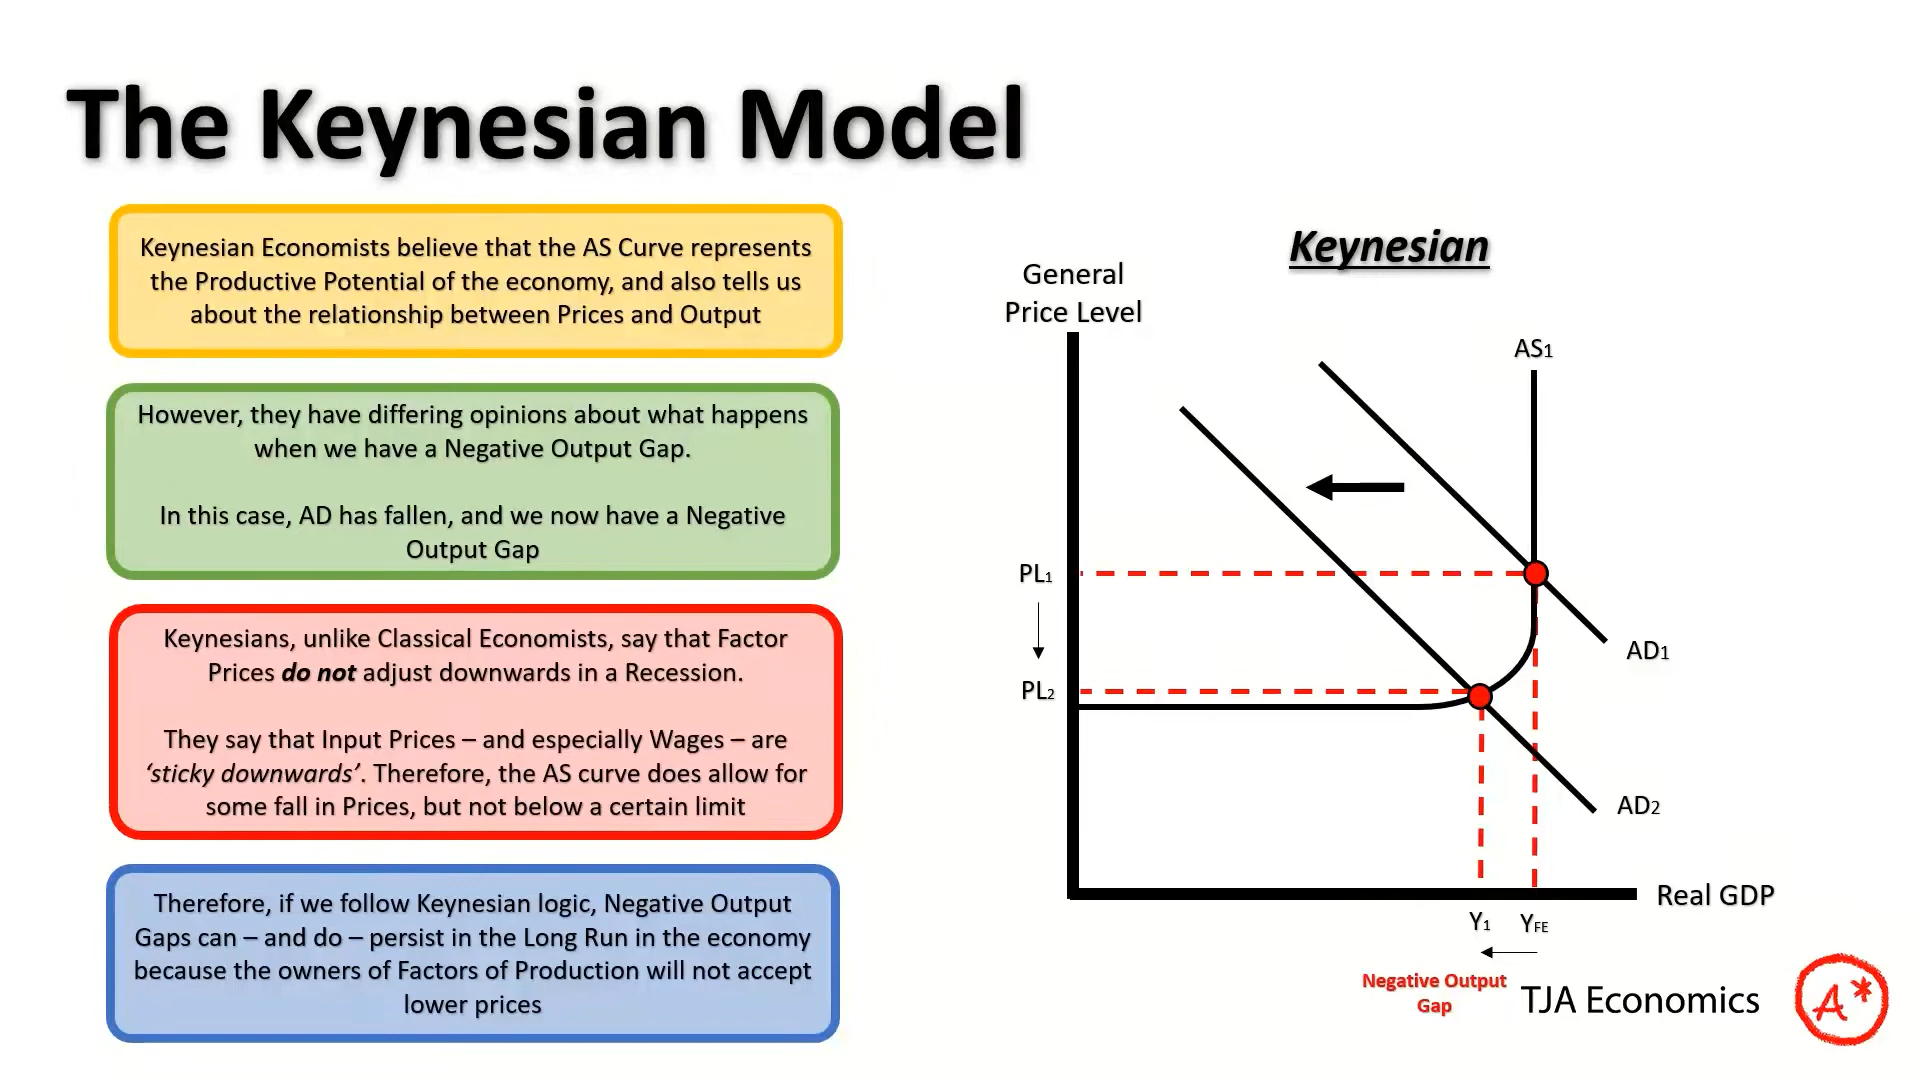 The Keynesian Model
Keynesian Economists believe that the AS Curve represents
the Productive Potential of the economy, and also tells us
about the relationship between Prices and Output
However, they have differing opinions about what happens
when we have a Negative Output Gap.
In this case, AD has fallen, and we now have a Negative
Output Gap
Keynesians, unlike Classical Economists, say that Factor
Prices do not adjust downwards in a Recession.
They say that Input Prices – and especially Wages – are
‘sticky downwards’. Therefore, the AS curve does allow for
some fall in Prices, but not below a certain limit
Therefore, if we follow Keynesian logic, Negative Output
Gaps can – and do – persist in the Long Run in the economy
because the owners of Factors of Production will not accept
lower prices
Keynesian
General
Price Level
AS1
PL1
AD1
PL2
AD2
Real GDP
Y1 YFE
Negative Output
Gap
TJA Economics
A*